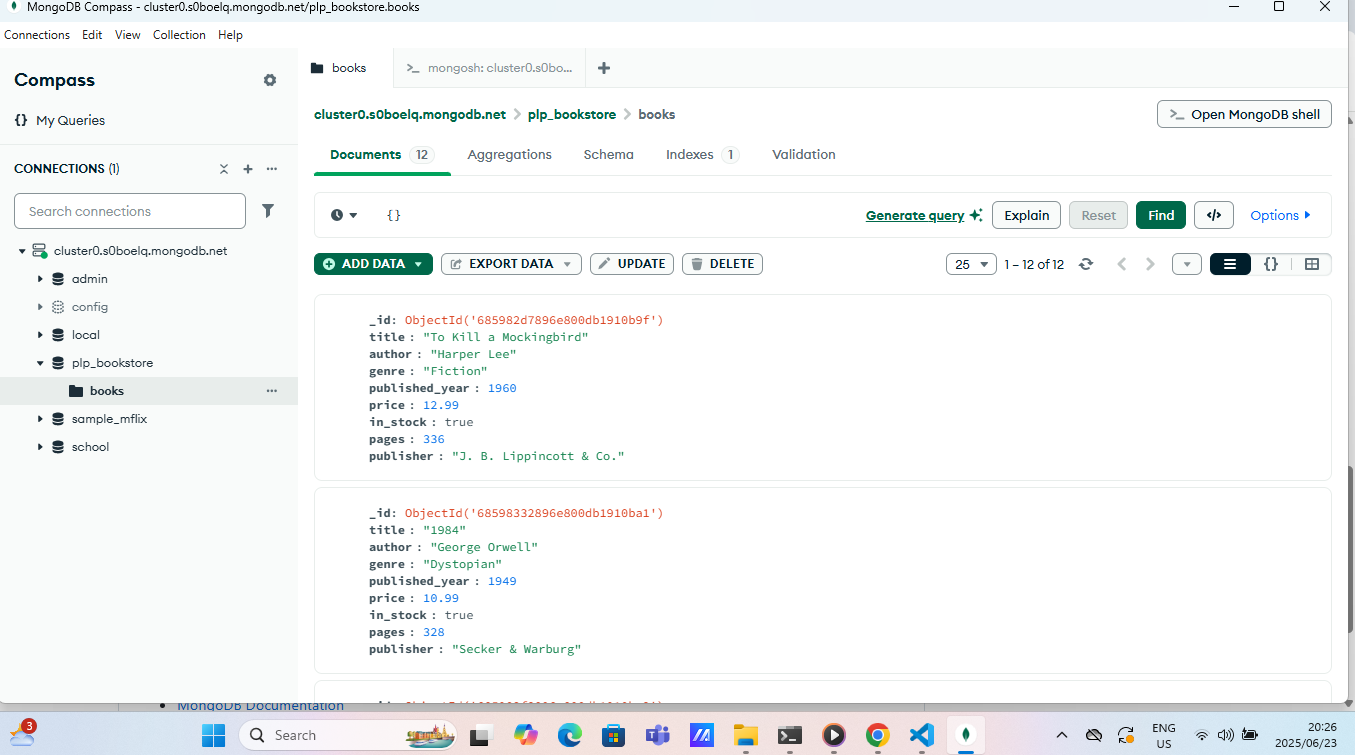 MongoDB Compass - cluster0.s0boelq.mongodb.net/plp_bookstore.books
Connections Edit View Collection Help
Compass
{} My Queries
CONNECTIONS (1)
Search connections
cluster0.s0boelq.mongodb.net
admin
config
local
plp_bookstore
books
sample_mflix
school
books
>_ mongosh: cluster0.s0bo...
cluster0.s0boelq.mongodb.net > plp_bookstore > books
>_ Open MongoDB shell
Documents 12 Aggregations Schema Indexes 1 Validation
{} Generate query Explain Reset Find </> Options
ADD DATA EXPORT DATA UPDATE DELETE 25 1 – 12 of 12 {}
_id: ObjectId('685982d7896e800db1910b9f')
title : "To Kill a Mockingbird"
author : "Harper Lee"
genre : "Fiction"
published_year : 1960
price : 12.99
in_stock : true
pages : 336
publisher : "J. B. Lippincott & Co."
_id: ObjectId('68598332896e800db1910ba1')
title : "1984"
author : "George Orwell"
genre : "Dystopian"
published_year : 1949
price : 10.99
in_stock : true
pages : 328
publisher : "Secker & Warburg"
MongoDB Documentation
3
Search
ENG
US
20:26
2025/06/23